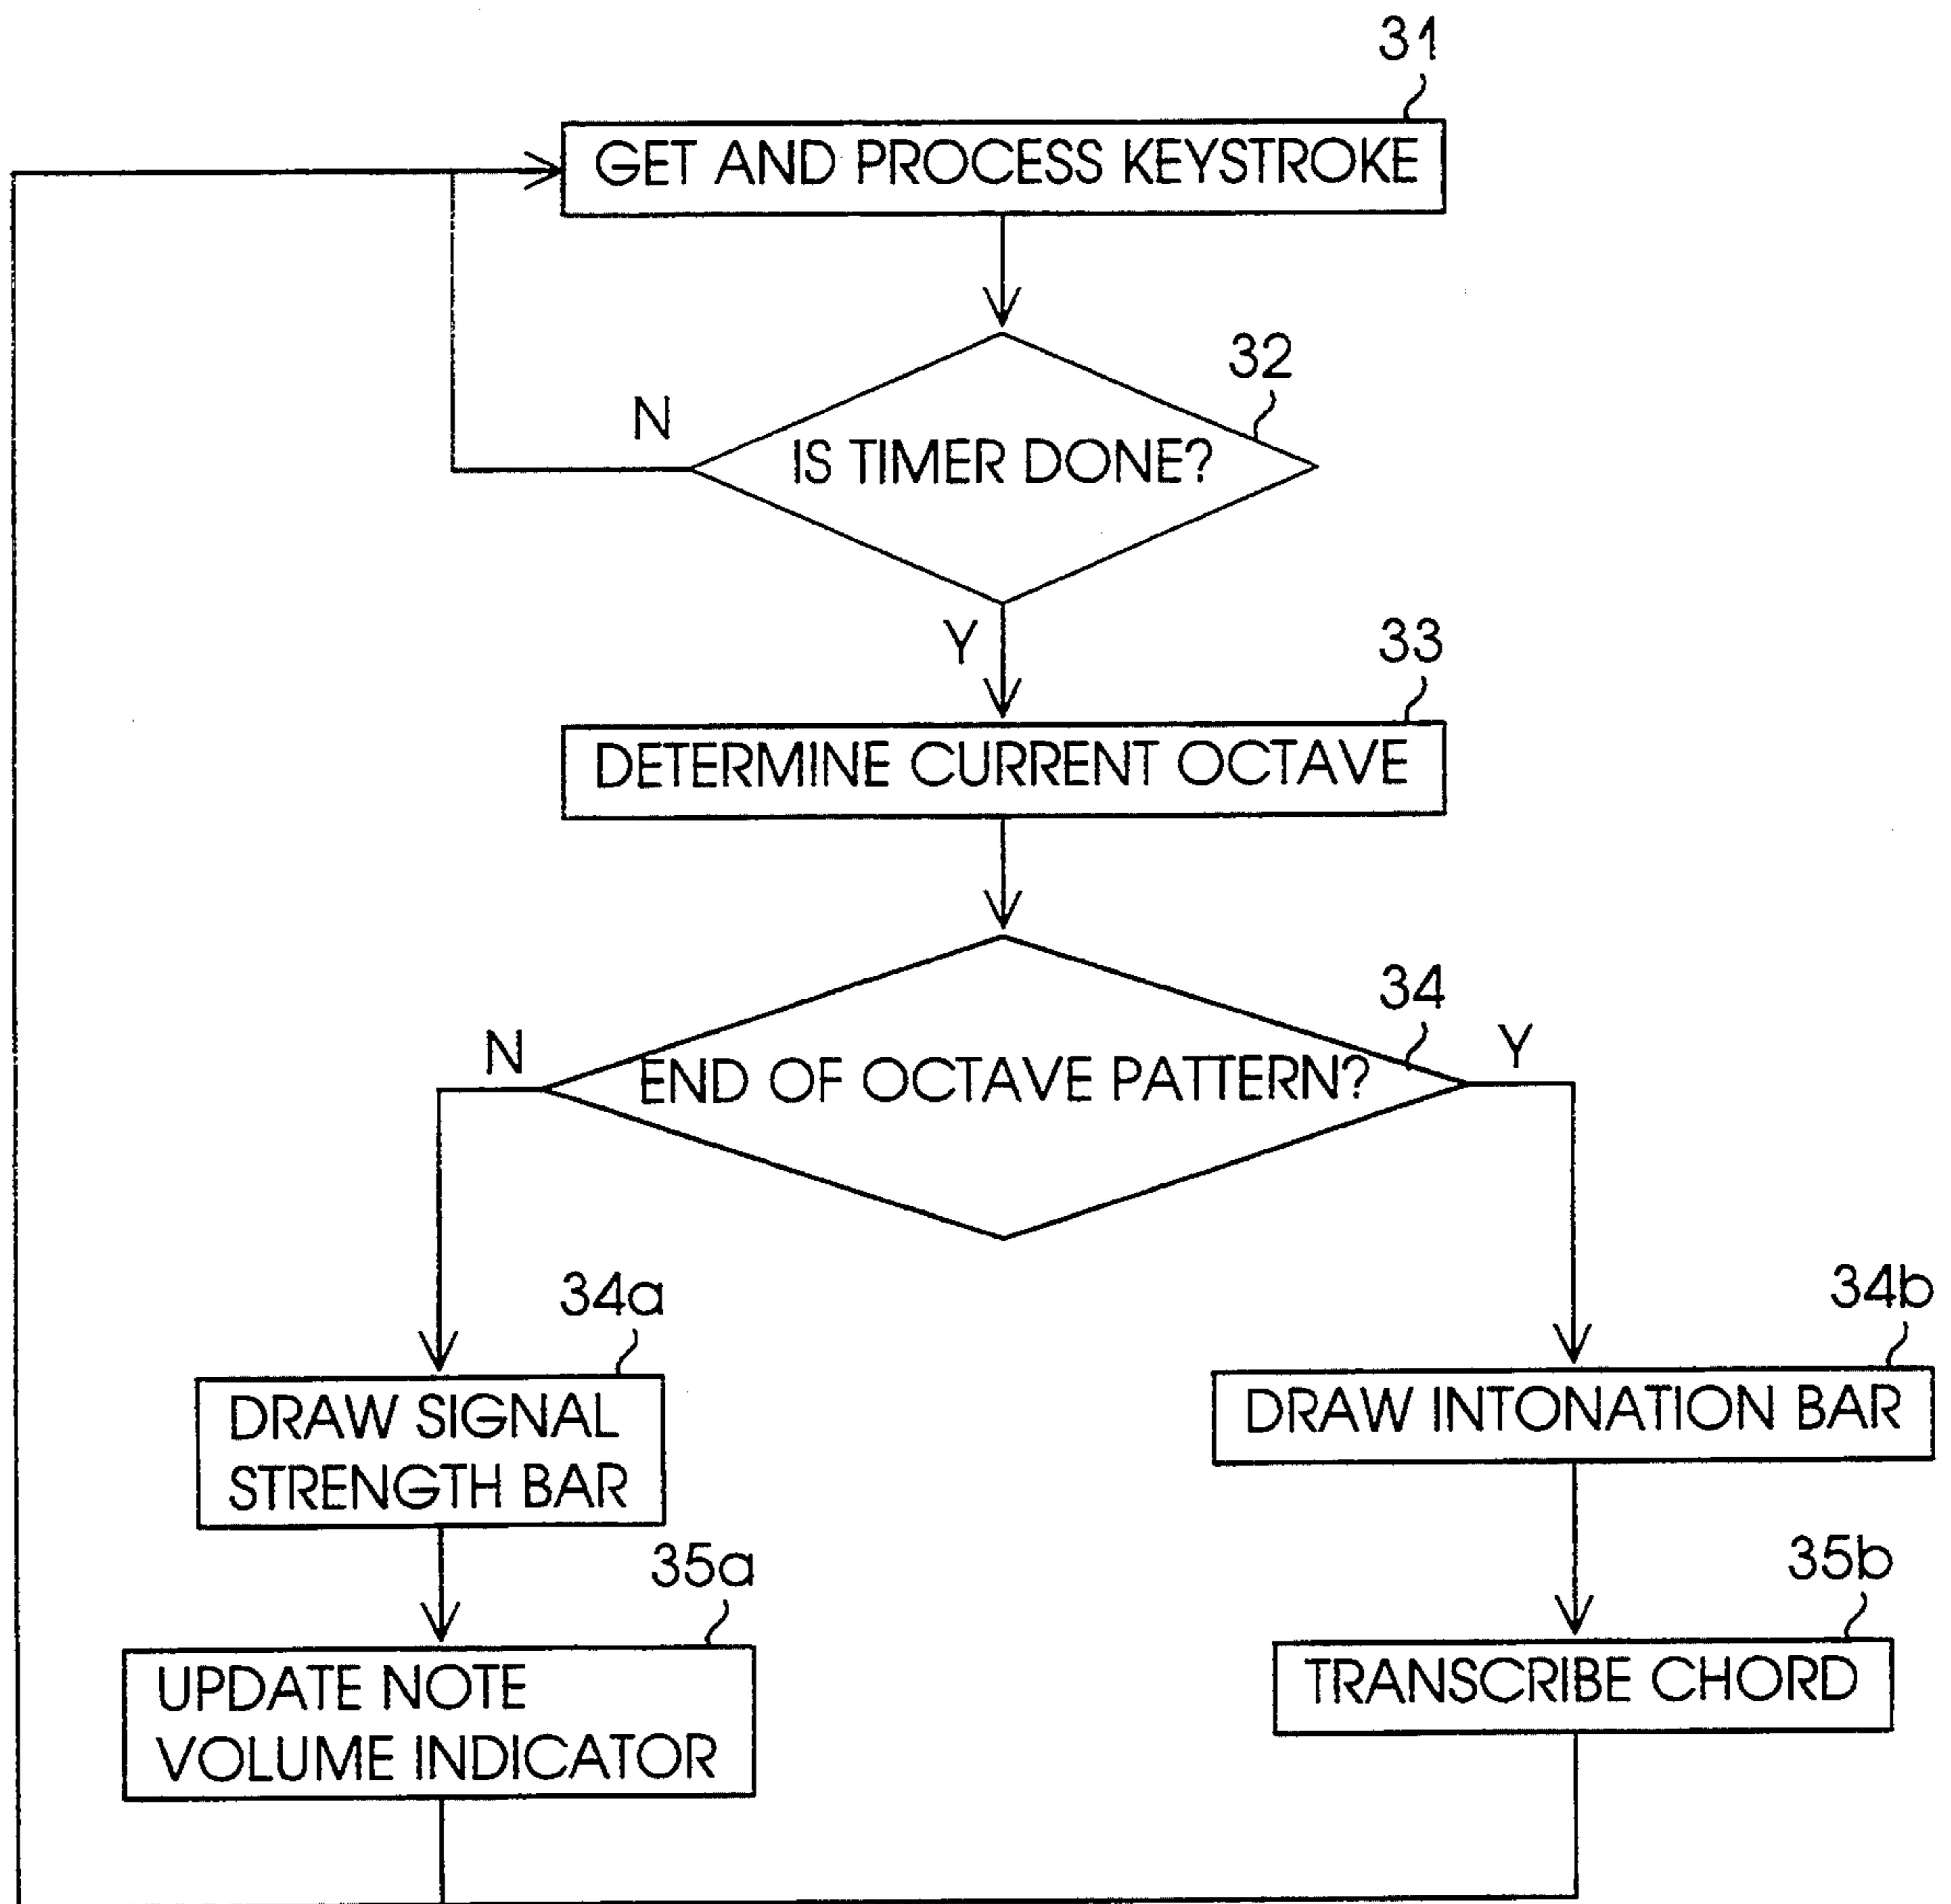 31
GET AND PROCESS KEYSTROKE
32
N
IS TIMER DONE?
Y
33
DETERMINE CURRENT OCTAVE
34
N
Y
END OF OCTAVE PATTERN?
34a
34b
DRAW SIGNAL
STRENGTH BAR
DRAW INTONATION BAR
35a
35b
UPDATE NOTE
VOLUME INDICATOR
TRANSCRIBE CHORD